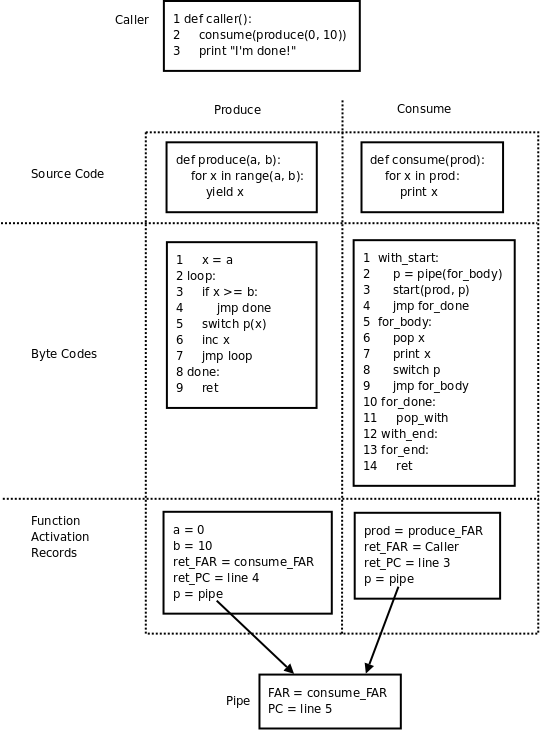 Caller
1 def caller():
2     consume(produce(0, 10))
3     print "I'm done!"
Produce
Consume
Source Code
def produce(a, b):
    for x in range(a, b):
        yield x
def consume(prod):
    for x in prod:
        print x
Byte Codes
1     x = a
2 loop:
3     if x >= b:
4         jmp done
5     switch p(x)
6     inc x
7     jmp loop
8 done:
9     ret
1  with_start:
2      p = pipe(for_body)
3      start(prod, p)
4      jmp for_done
5  for_body:
6      pop x
7      print x
8      switch p
9      jmp for_body
10 for_done:
11     pop_with
12 with_end:
13 for_end:
14     ret
Function
Activation
Records
a = 0
b = 10
ret_FAR = consume_FAR
ret_PC = line 4
p = pipe
prod = produce_FAR
ret_FAR = Caller
ret_PC = line 3
p = pipe
Pipe
FAR = consume_FAR
PC = line 5